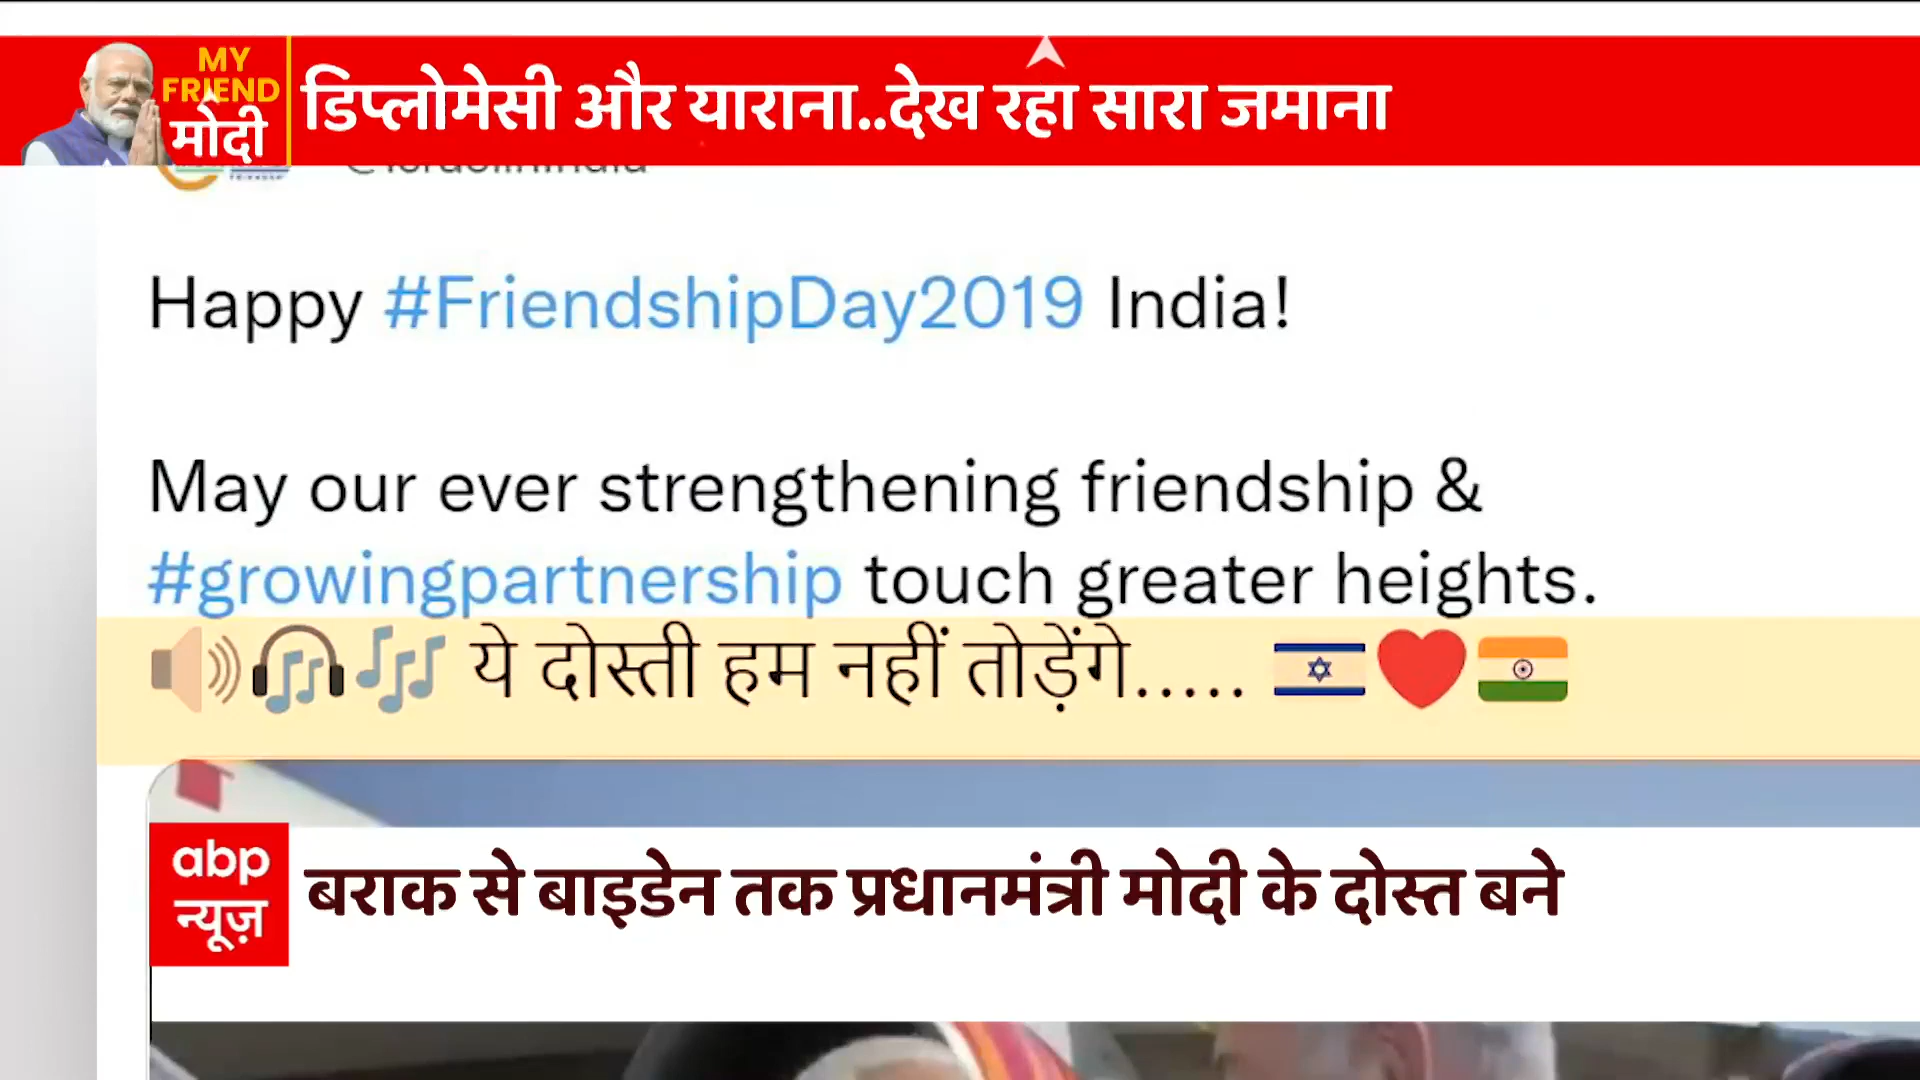 MY
FRIEND
मोदी
डिप्लोमेसी और याराना..देख रहा सारा जमाना
Happy #FriendshipDay2019 India!
May our ever strengthening friendship &
#growingpartnership touch greater heights.
ये दोस्ती हम नहीं तोड़ेंगे.....
abp
न्यूज़
बराक से बाइडेन तक प्रधानमंत्री मोदी के दोस्त बने